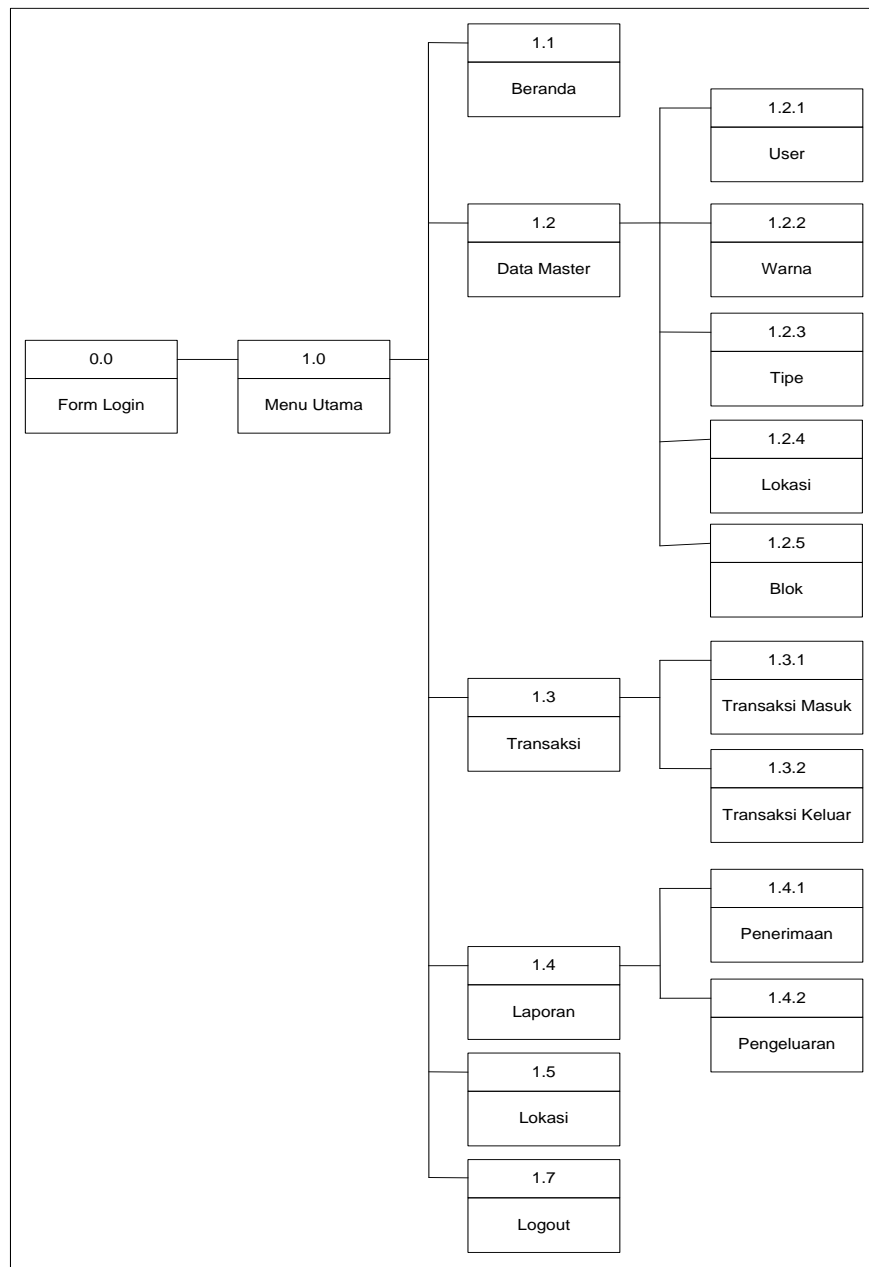 1.1
Beranda
1.2.1
User
1.2
Data Master
1.2.2
Warna
1.2.3
Tipe
0.0
Form Login
1.0
Menu Utama
1.2.4
Lokasi
1.2.5
Blok
1.3.1
Transaksi Masuk
1.3
Transaksi
1.3.2
Transaksi Keluar
1.4.1
Penerimaan
1.4
Laporan
1.4.2
Pengeluaran
1.5
Lokasi
1.7
Logout